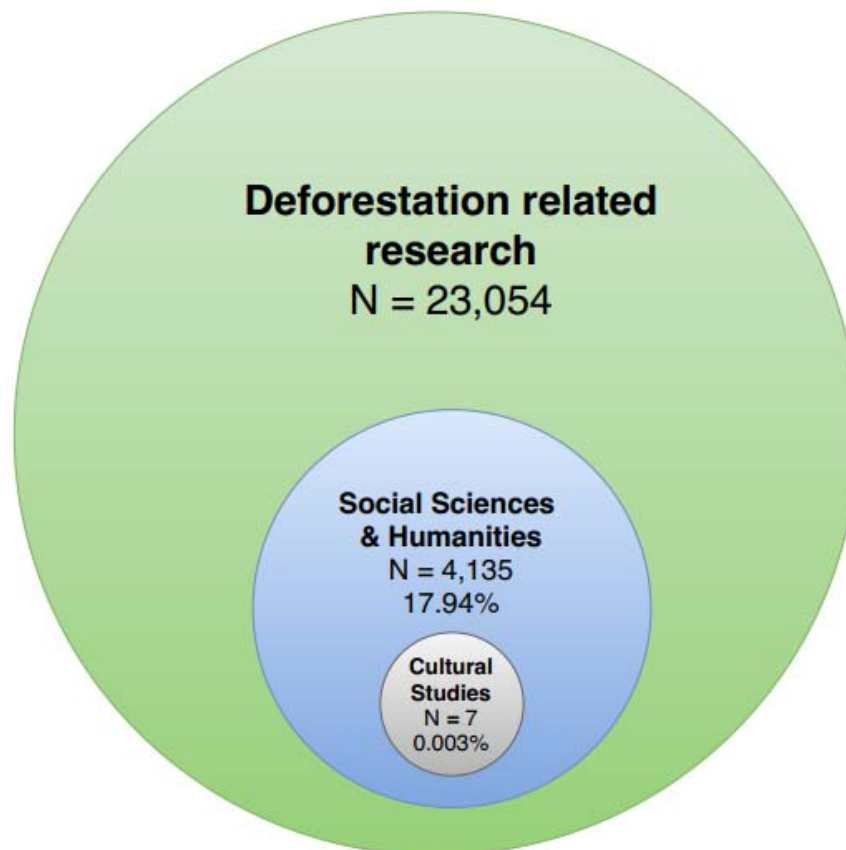 Deforestation related
research
N = 23,054
Social Sciences
& Humanities
N = 4,135
17.94%
Cultural
Studies
N = 7
0.003%